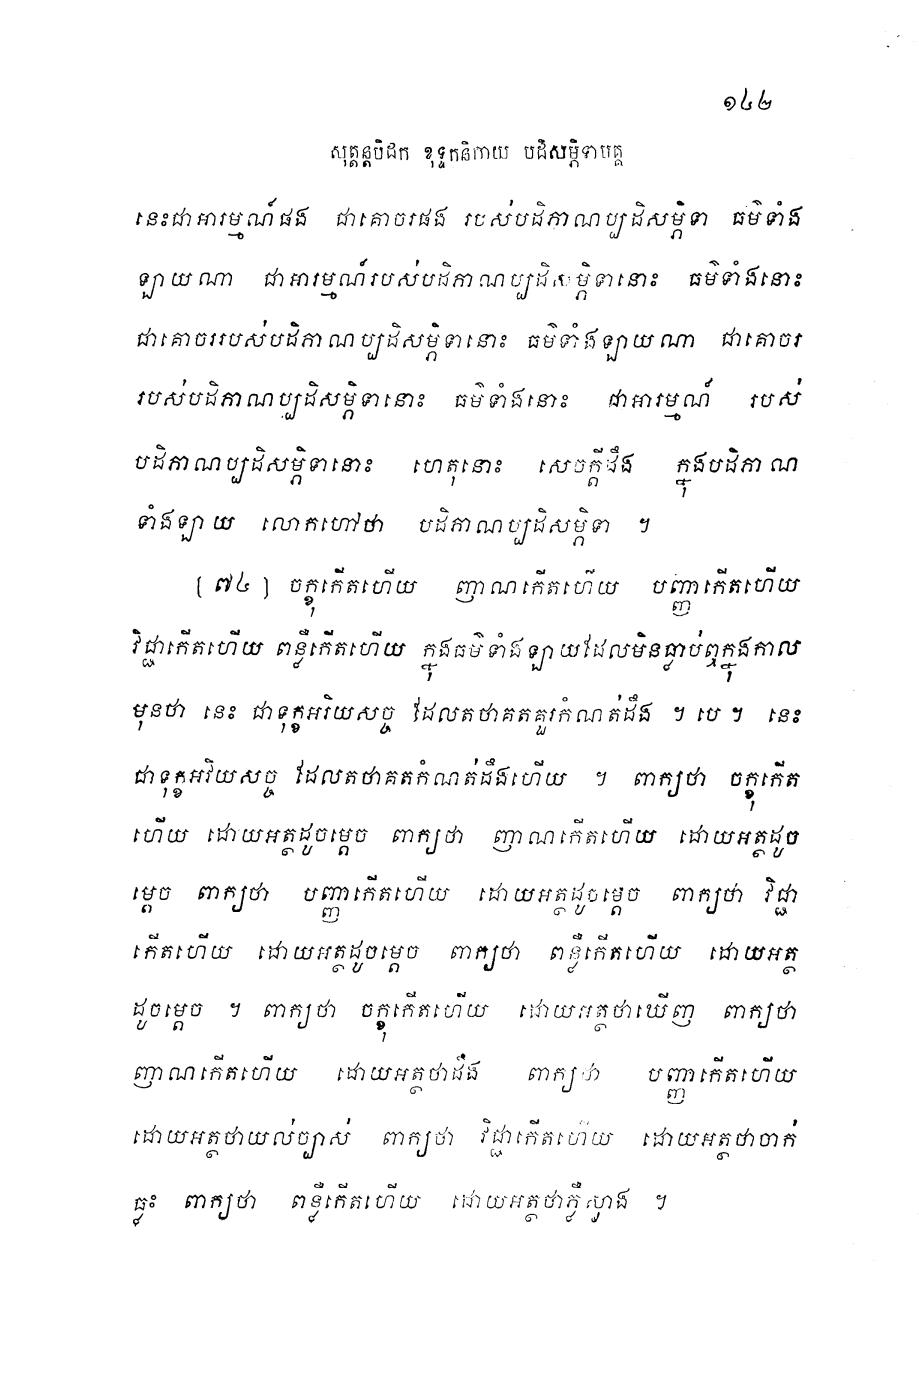 ១៤២
សុត្តន្តបិដក ខុទ្ទកនិកាយ បដិសម្ភិទាមគ្គ
នេះជាអារម្មណ៍ផង ជាគោចរផង របស់បដិភាណប្បដិសម្ភិទា ធម៌ទាំង
ឡាយណា ជាអារម្មណ៍របស់បដិភាណប្បដិសម្ភិទានោះ ធម៌ទាំងនោះ
ជាគោចររបស់បដិភាណប្បដិសម្ភិទានោះ ធម៌ទាំងឡាយណា ជាគោចរ
របស់បដិភាណប្បដិសម្ភិទានោះ ធម៌ទាំងនោះ ជាអារម្មណ៍ របស់
បដិភាណប្បដិសម្ភិទានោះ ហេតុនោះ សេចក្តីដឹង ក្នុងបដិភាណ
ទាំងឡាយ លោកហៅថា បដិភាណប្បដិសម្ភិទា ។
[៧៤] ចក្ខុកើតហើយ ញាណកើតហើយ បញ្ញាកើតហើយ
វិជ្ជាកើតហើយ ពន្លឺកើតហើយ ក្នុងធម៌ទាំងឡាយដែលមិនធ្លាប់ឮក្នុងកាល
មុនថា នេះ ជាទុក្ខអរិយសច្ច ដែលតថាគតគួរកំណត់ដឹង ។ បេ ។ នេះ
ជាទុក្ខអរិយសច្ច ដែលតថាគតកំណត់ដឹងហើយ ។ ពាក្យថា ចក្ខុកើត
ហើយ ដោយអត្ថដូចម្តេច ពាក្យថា ញាណកើតហើយ ដោយអត្ថដូច
ម្តេច ពាក្យថា បញ្ញាកើតហើយ ដោយអត្ថដូចម្តេច ពាក្យថា វិជ្ជា
កើតហើយ ដោយអត្ថដូចម្តេច ពាក្យថា ពន្លឺកើតហើយ ដោយអត្ថ
ដូចម្តេច ។ ពាក្យថា ចក្ខុកើតហើយ ដោយអត្ថថាឃើញ ពាក្យថា
ញាណកើតហើយ ដោយអត្ថថាដឹង ពាក្យថា បញ្ញាកើតហើយ
ដោយអត្ថថាយល់ច្បាស់ ពាក្យថា វិជ្ជាកើតហើយ ដោយអត្ថថាចាក់
ធ្លុះ ពាក្យថា ពន្លឺកើតហើយ ដោយអត្ថថាភ្លឺស្វាង ។